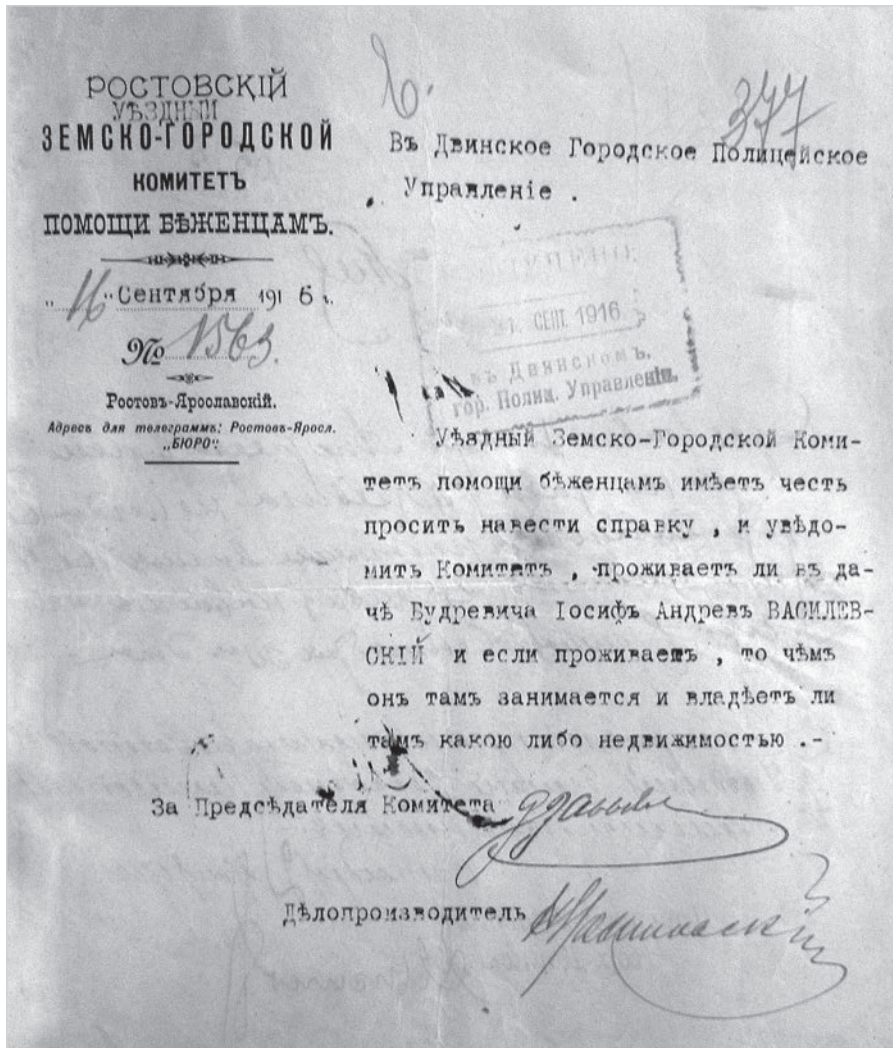 РОСТОВСКІЙ
УѢЗДНЫЙ
ЗЕМСКО-ГОРОДСКОЙ
КОМИТЕТЪ
ПОМОЩИ БѢЖЕНЦАМЪ.
„16“ Сентября 1916 г.
№ 1563.
Ростовъ-Ярославскій.
Адресъ для телеграммъ: Ростовъ-Яросл.
„БЮРО“
377
Въ Двинское Городское Полицейское
Управленіе .
СЕНТ. 1916
въ Двинскомъ.
гор. Полиц. Управленіи.
Уѣздный Земско-Городской Коми-
тетъ помощи бѣженцамъ имѣетъ честь
просить навести справку , и увѣдо-
мить Комитетъ , проживаетъ ли въ да-
чѣ Будревича Іосифъ Андревъ ВАСИЛЕВ-
СКІЙ и если проживаетъ , то чѣмъ
онъ тамъ занимается и владѣетъ ли
тамъ какою либо недвижимостью .-
За Предсѣдателя Комитета
Дѣлопроизводитель